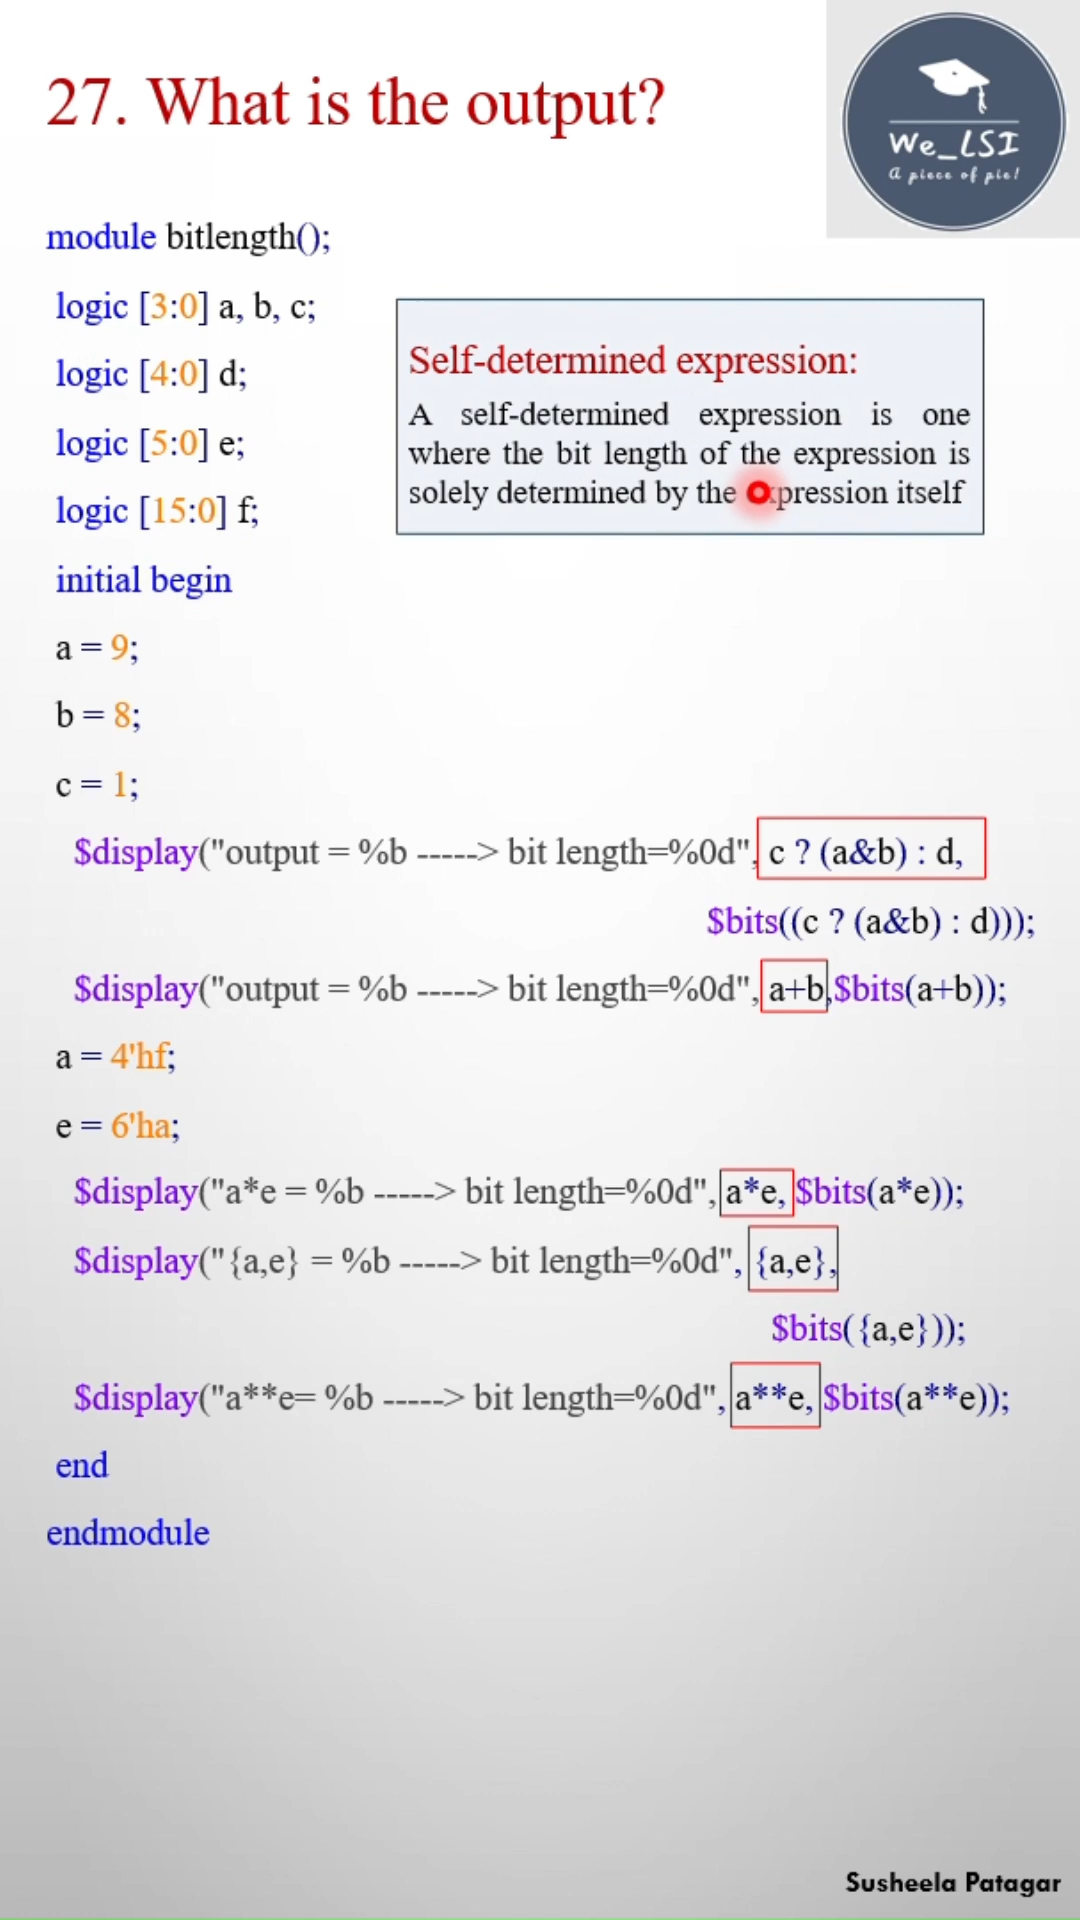 27. What is the output?
We_LSI
a piece of pie!
module bitlength();
logic [3:0] a, b, c;
logic [4:0] d;
logic [5:0] e;
logic [15:0] f;
Self-determined expression:
A self-determined expression is one
where the bit length of the expression is
solely determined by the expression itself
initial begin
a = 9;
b = 8;
c = 1;
$display("output = %b -----> bit length=%0d", c ? (a&b) : d,
$bits((c ? (a&b) : d)));
$display("output = %b -----> bit length=%0d", a+b,$bits(a+b));
a = 4'hf;
e = 6'ha;
$display("a*e = %b -----> bit length=%0d", a*e, $bits(a*e));
$display("{a,e} = %b -----> bit length=%0d", {a,e},
$bits({a,e}));
$display("a**e= %b -----> bit length=%0d", a**e, $bits(a**e));
end
endmodule
Susheela Patagar